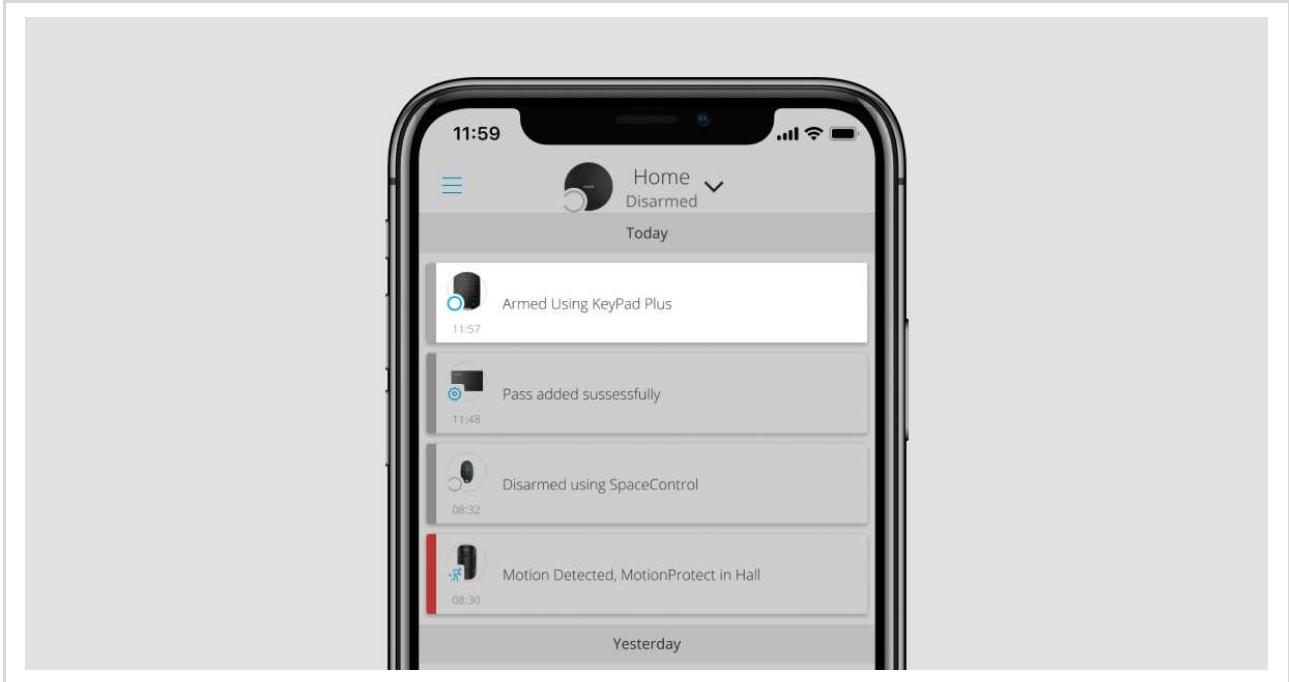 11:59
Home
Disarmed
Today
Armed Using KeyPad Plus
11:57
Pass added sussessfully
11:48
Disarmed using SpaceControl
08:32
Motion Detected, MotionProtect in Hall
08:30
Yesterday